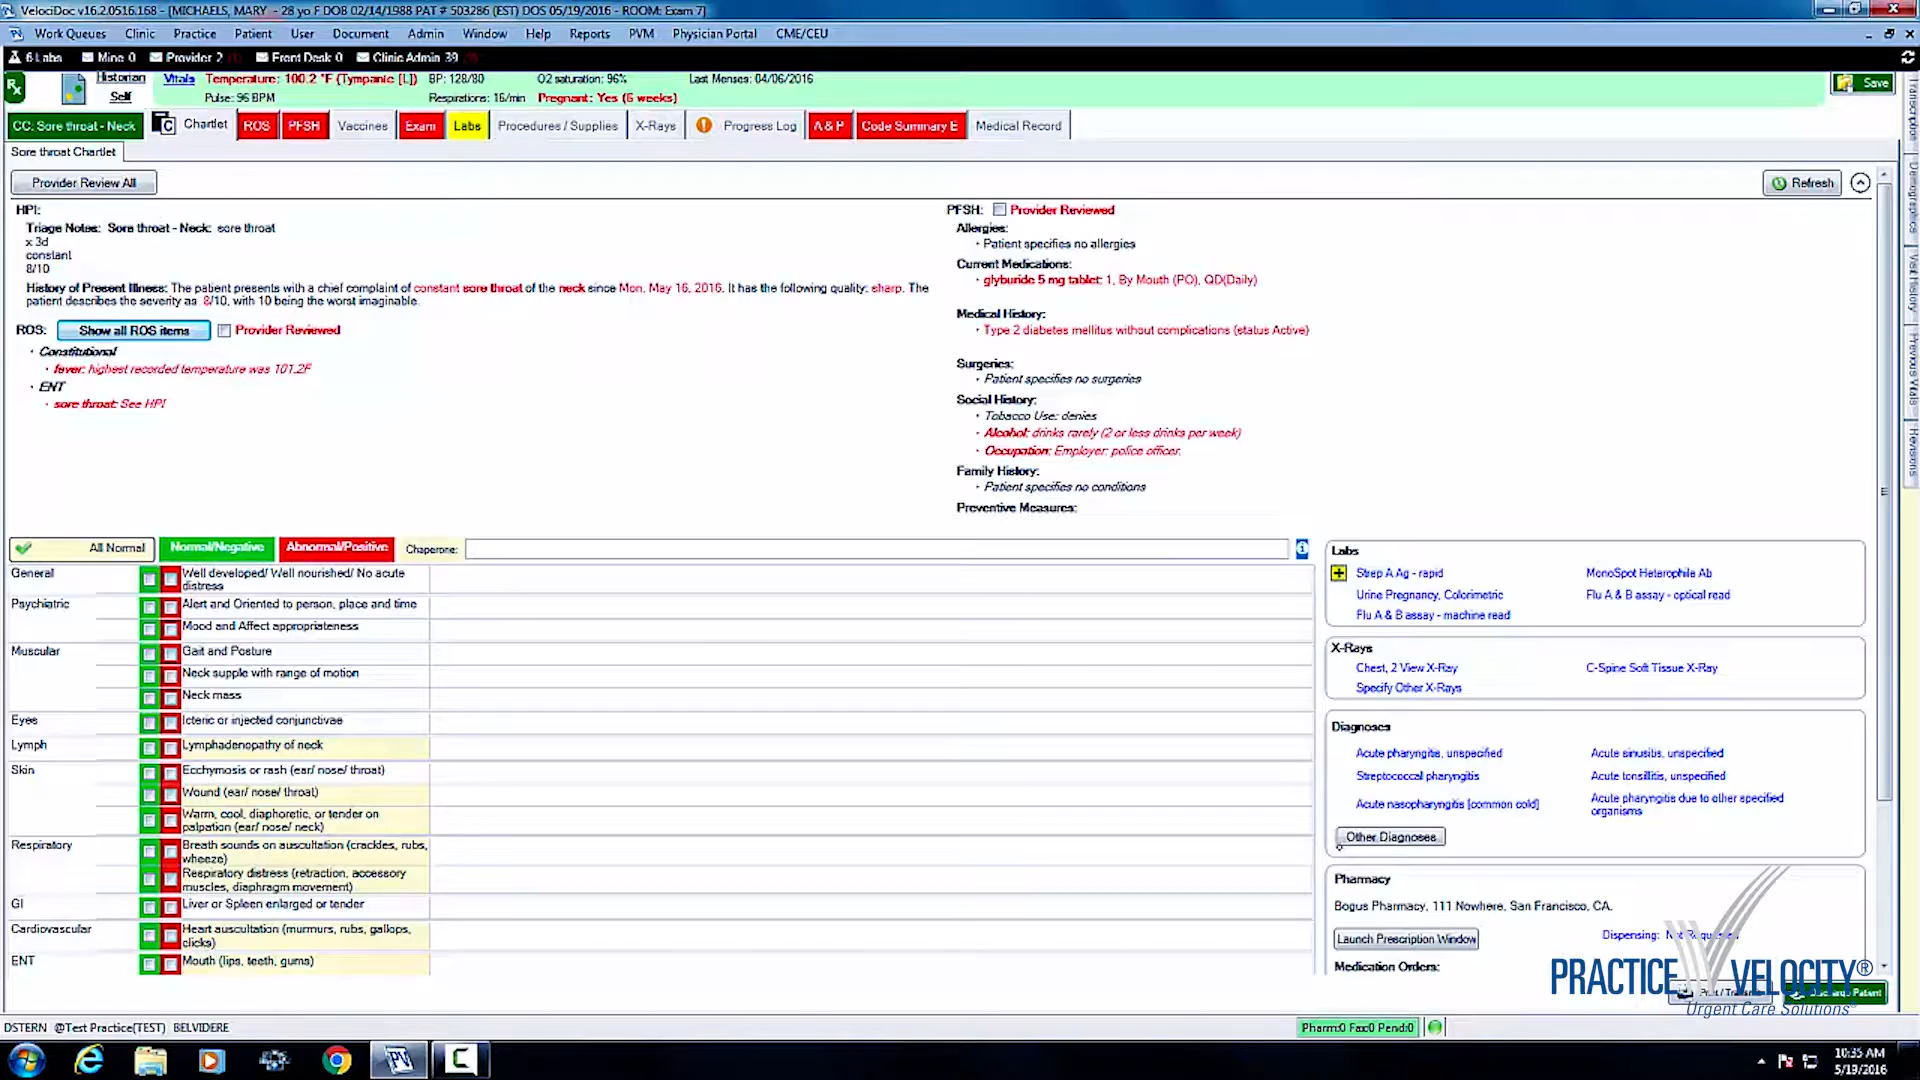 VelociDoc v16.2.0516.168 - [MICHAELS, MARY - 28 yo F DOB 02/14/1988 PAT # 503286 (EST) DOS 05/19/2016 - ROOM: Exam 7]
Work Queues Clinic Practice Patient User Document Admin Window Help Reports PVM Physician Portal CME/CEU
6 Labs Mine 0 Provider 2 Front Desk 0 Clinic Admin 39
Rx Historian Vitals Temperature: 100.2 °F (Tympanic [L]) BP: 128/80 O2 saturation: 96% Last Menses: 04/06/2016 Save
Self Pulse: 96 BPM Respirations: 16/min Pregnant: Yes (6 weeks)
CC: Sore throat - Neck C Chartlet ROS PFSH Vaccines Exam Labs Procedures / Supplies X-Rays Progress Log A & P Code Summary E Medical Record
Sore throat Chartlet
Provider Review All Refresh
Transcription
Demographics
Visit History
Previous Vitals
Revisions
HPI:
Triage Notes: Sore throat - Neck: sore throat
x 3d
constant
8/10
History of Present Illness: The patient presents with a chief complaint of constant sore throat of the neck since Mon, May 16, 2016. It has the following quality: sharp. The
patient describes the severity as 8/10, with 10 being the worst imaginable.
ROS: Show all ROS items Provider Reviewed
· Constitutional
· fever: highest recorded temperature was 101.2F
· ENT
· sore throat: See HPI
PFSH: Provider Reviewed
Allergies:
· Patient specifies no allergies
Current Medications:
· glyburide 5 mg tablet: 1, By Mouth (PO), QD(Daily)
Medical History:
· Type 2 diabetes mellitus without complications (status Active)
Surgeries:
· Patient specifies no surgeries
Social History:
· Tobacco Use: denies
· Alcohol: drinks rarely (2 or less drinks per week)
· Occupation: Employer: police officer.
Family History:
· Patient specifies no conditions
Preventive Measures:
All Normal Normal/Negative Abnormal/Positive Chaperone:
General Well developed/ Well nourished/ No acute
distress
Psychiatric Alert and Oriented to person, place and time
Mood and Affect appropriateness
Muscular Gait and Posture
Neck supple with range of motion
Neck mass
Eyes Icteric or injected conjunctivae
Lymph Lymphadenopathy of neck
Skin Ecchymosis or rash (ear/ nose/ throat)
Wound (ear/ nose/ throat)
Warm, cool, diaphoretic, or tender on
palpation (ear/ nose/ neck)
Respiratory Breath sounds on auscultation (crackles, rubs,
wheeze)
Respiratory distress (retraction, accessory
muscles, diaphragm movement)
GI Liver or Spleen enlarged or tender
Cardiovascular Heart auscultation (murmurs, rubs, gallops,
clicks)
ENT Mouth (lips, teeth, gums)
Labs
Strep A Ag - rapid MonoSpot Heterophile Ab
Urine Pregnancy, Colorimetric Flu A & B assay - optical read
Flu A & B assay - machine read
X-Rays
Chest, 2 View X-Ray C-Spine Soft Tissue X-Ray
Specify Other X-Rays
Diagnoses
Acute pharyngitis, unspecified Acute sinusitis, unspecified
Streptococcal pharyngitis Acute tonsillitis, unspecified
Acute nasopharyngitis [common cold] Acute pharyngitis due to other specified
organisms
Other Diagnoses
Pharmacy
Bogus Pharmacy, 111 Nowhere, San Francisco, CA.
Launch Prescription Window Dispensing: Not Requested
Medication Orders:
PRACTICE VELOCITY®
Discharge Patient
Urgent Care Solutions
DSTERN @Test Practice(TEST) BELVIDERE Pharm:0 Fax:0 Pend:0
10:35 AM
5/19/2016